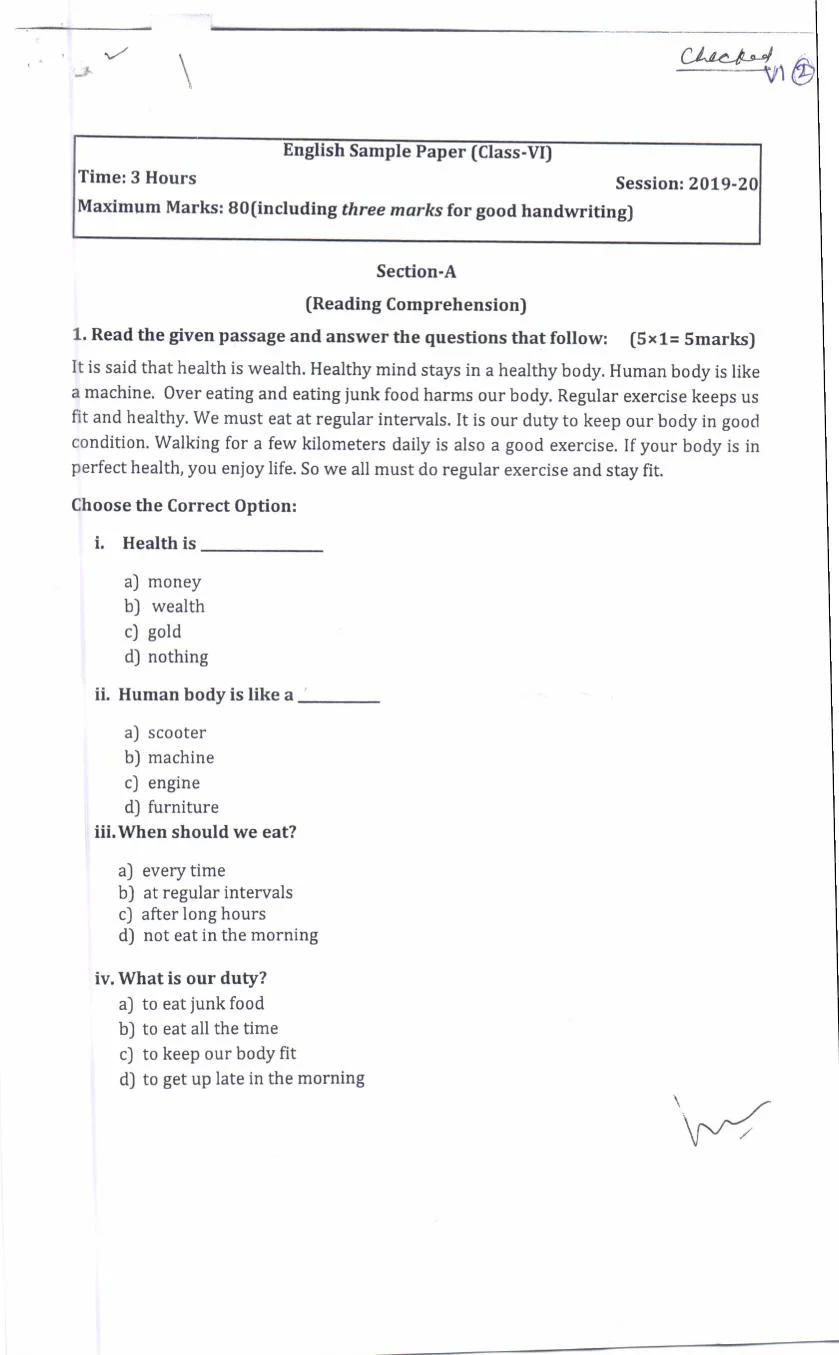 Checked
VI 2
English Sample Paper (Class-VI)
Time: 3 Hours
Session: 2019-20
Maximum Marks: 80(including three marks for good handwriting)
Section-A
(Reading Comprehension)
1. Read the given passage and answer the questions that follow: (5×1= 5marks)
It is said that health is wealth. Healthy mind stays in a healthy body. Human body is like
a machine. Over eating and eating junk food harms our body. Regular exercise keeps us
fit and healthy. We must eat at regular intervals. It is our duty to keep our body in good
condition. Walking for a few kilometers daily is also a good exercise. If your body is in
perfect health, you enjoy life. So we all must do regular exercise and stay fit.
Choose the Correct Option:
i. Health is ____________
a) money
b) wealth
c) gold
d) nothing
ii. Human body is like a ________
a) scooter
b) machine
c) engine
d) furniture
iii. When should we eat?
a) every time
b) at regular intervals
c) after long hours
d) not eat in the morning
iv. What is our duty?
a) to eat junk food
b) to eat all the time
c) to keep our body fit
d) to get up late in the morning